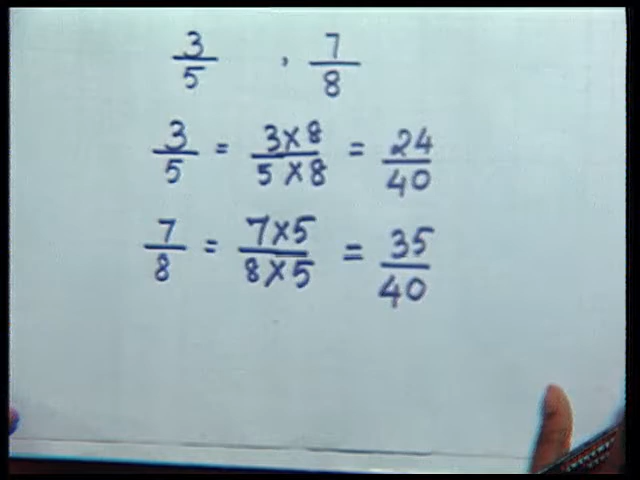 3/5 , 7/8
3/5 = 3×8/5×8 = 24/40
7/8 = 7×5/8×5 = 35/40